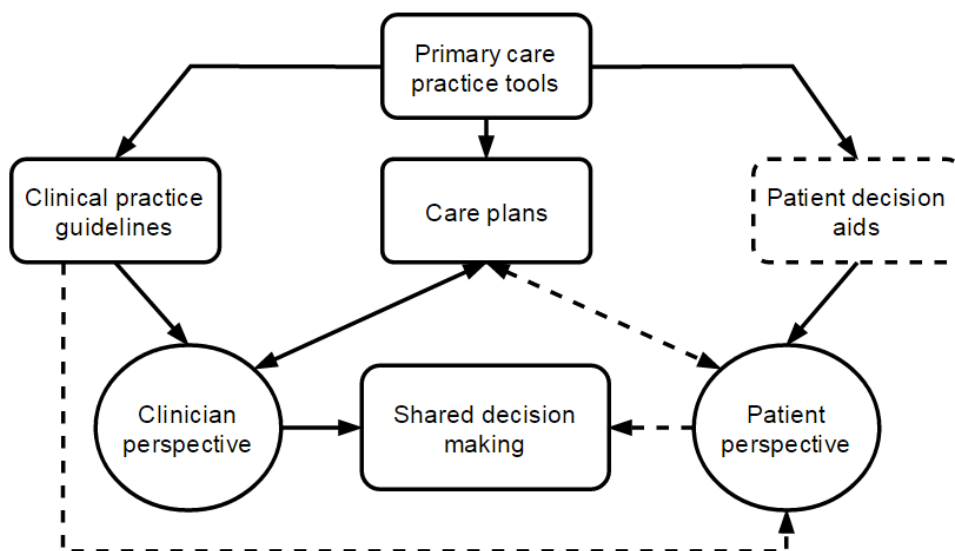 Primary care
practice tools
Clinical practice
guidelines
Care plans
Patient decision
aids
Clinician
perspective
Shared decision
making
Patient
perspective